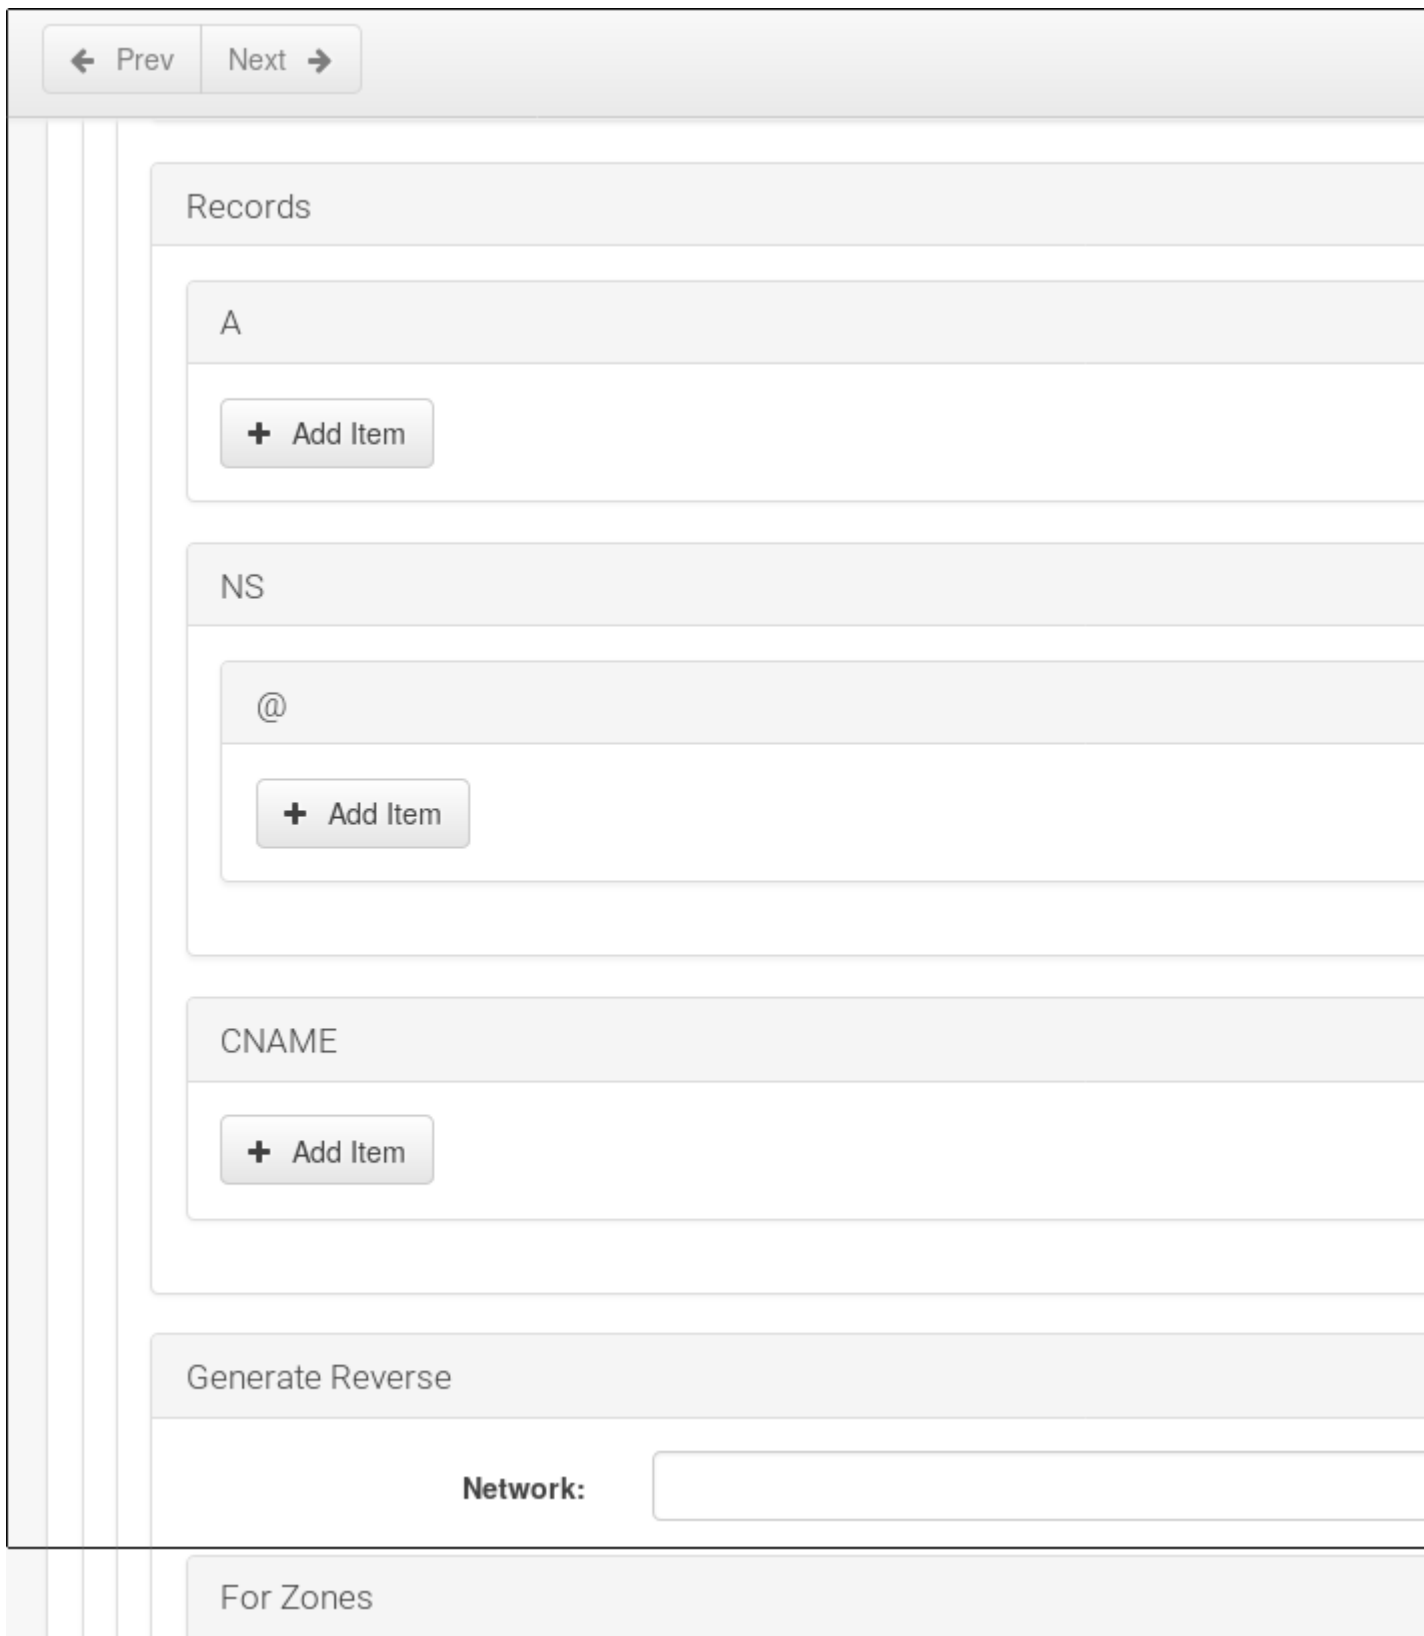 Prev Next
Records
A
Add Item
NS
@
Add Item
CNAME
Add Item
Generate Reverse
Network:
For Zones